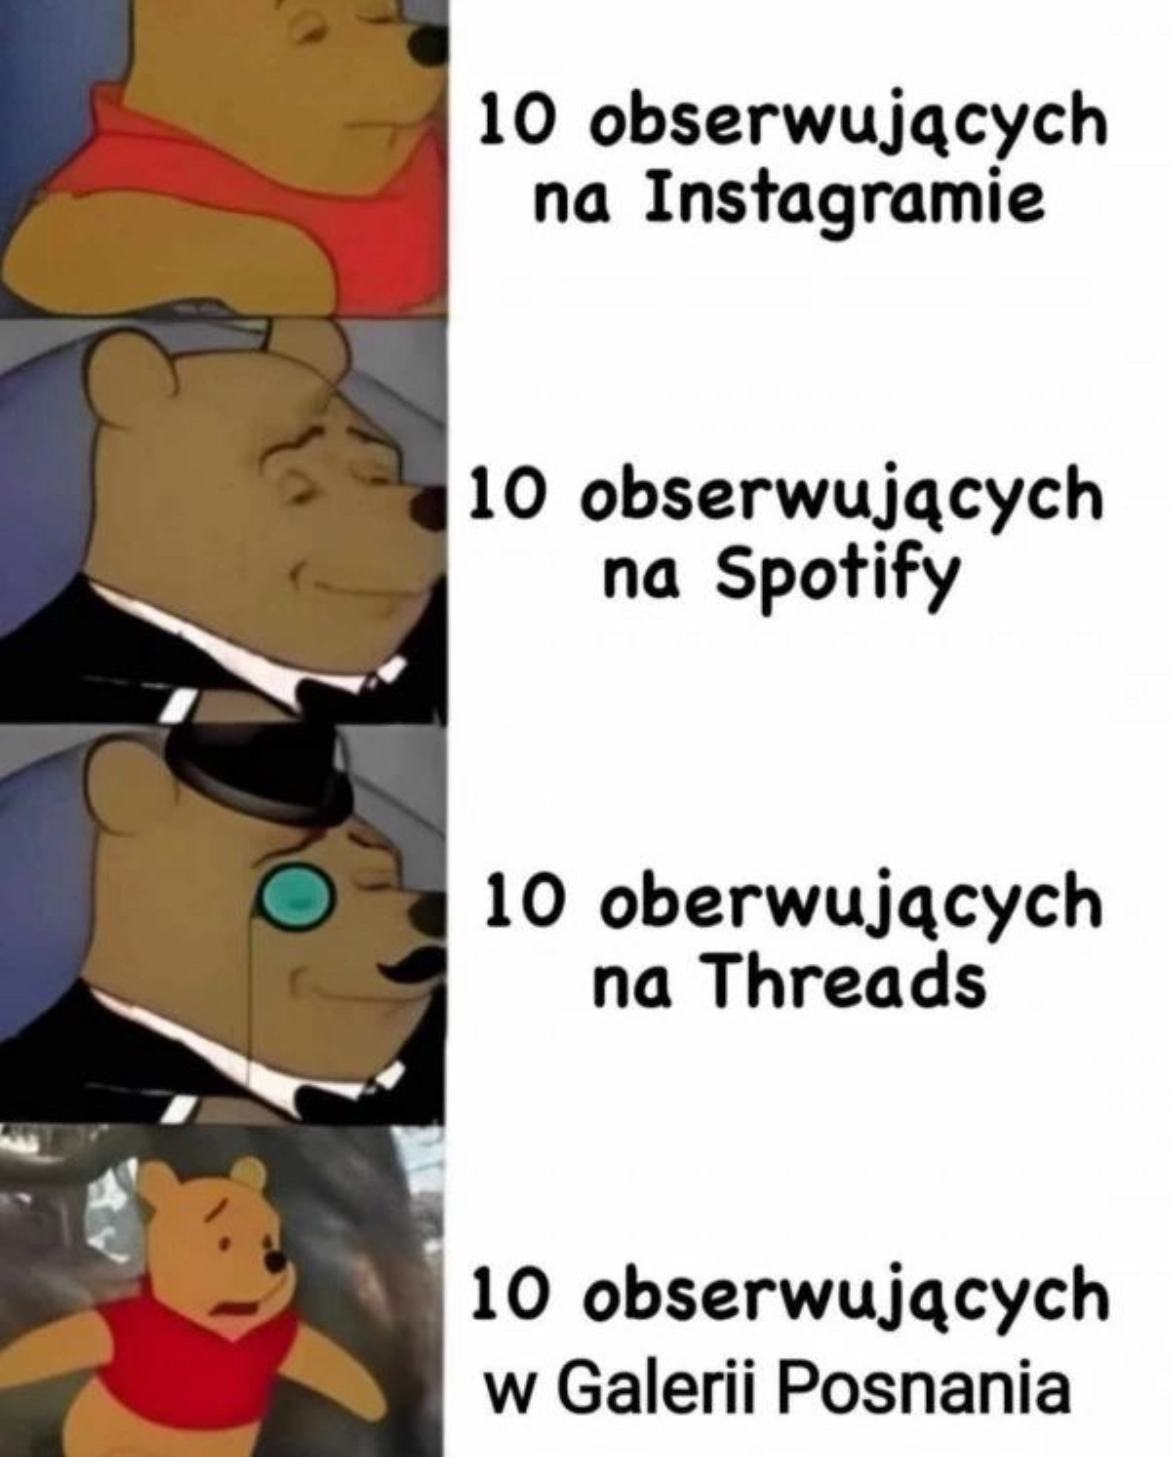 10 obserwujących
na Instagramie
10 obserwujących
na Spotify
10 oberwujących
na Threads
10 obserwujących
w Galerii Posnania